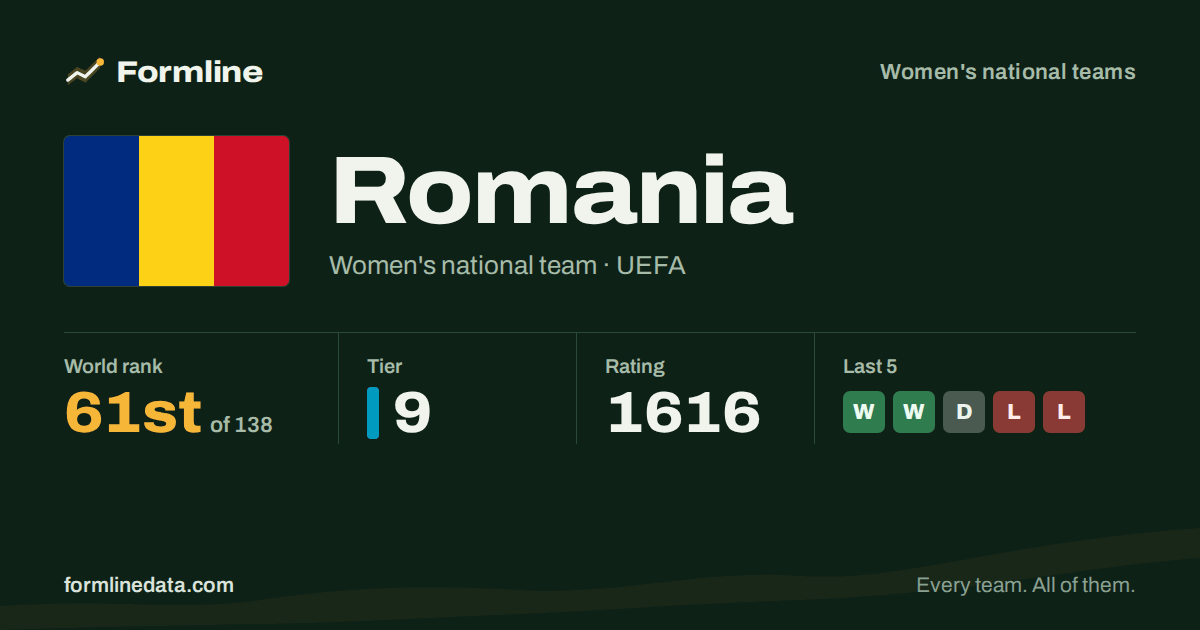 Formline
Women's national teams
Romania
Women's national team · UEFA
World rank
61st of 138
Tier
9
Rating
1616
Last 5
W W D L L
formlinedata.com
Every team. All of them.